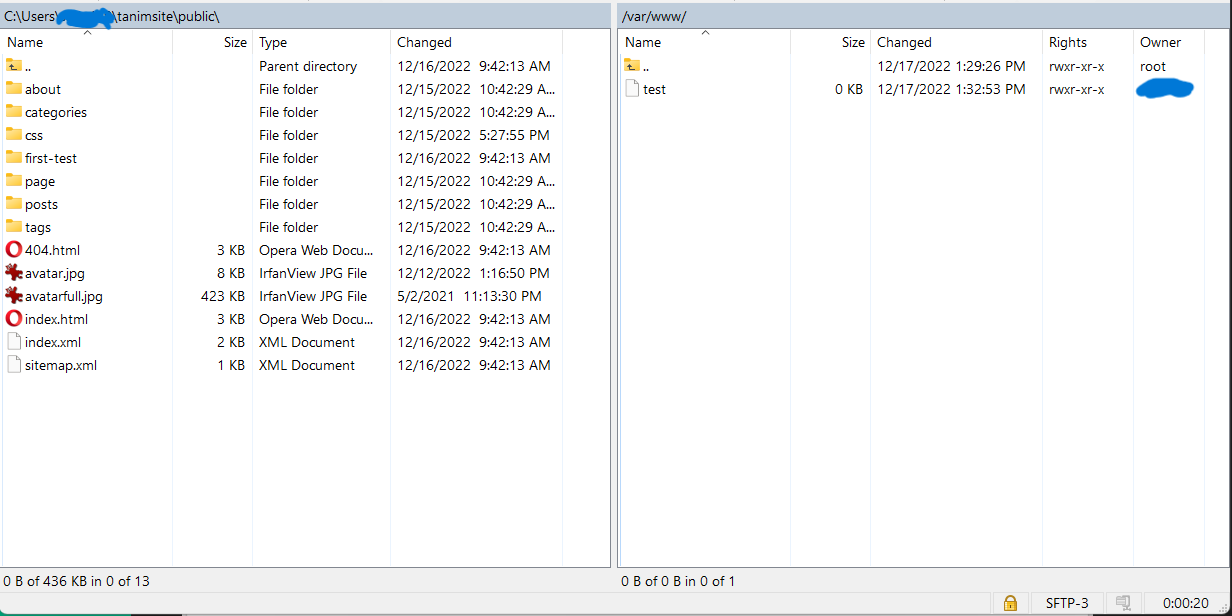 C:\Users\ \tanimsite\public\
Name Size Type Changed
.. Parent directory 12/16/2022 9:42:13 AM
about File folder 12/15/2022 10:42:29 A...
categories File folder 12/15/2022 10:42:29 A...
css File folder 12/15/2022 5:27:55 PM
first-test File folder 12/16/2022 9:42:13 AM
page File folder 12/15/2022 10:42:29 A...
posts File folder 12/15/2022 10:42:29 A...
tags File folder 12/15/2022 10:42:29 A...
404.html 3 KB Opera Web Docu... 12/16/2022 9:42:13 AM
avatar.jpg 8 KB IrfanView JPG File 12/12/2022 1:16:50 PM
avatarfull.jpg 423 KB IrfanView JPG File 5/2/2021 11:13:30 PM
index.html 3 KB Opera Web Docu... 12/16/2022 9:42:13 AM
index.xml 2 KB XML Document 12/16/2022 9:42:13 AM
sitemap.xml 1 KB XML Document 12/16/2022 9:42:13 AM
0 B of 436 KB in 0 of 13
/var/www/
Name Size Changed Rights Owner
.. 12/17/2022 1:29:26 PM rwxr-xr-x root
test 0 KB 12/17/2022 1:32:53 PM rwxr-xr-x
0 B of 0 B in 0 of 1
SFTP-3 0:00:20